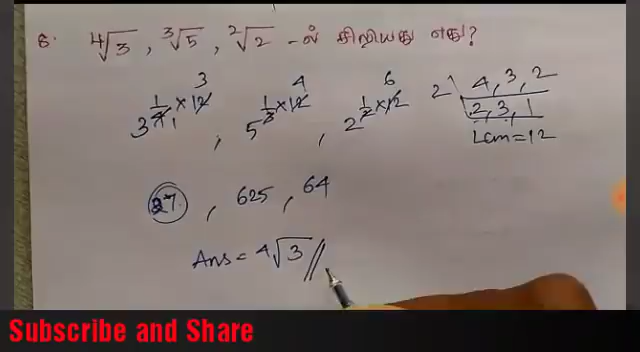 8. ⁴√3 , ³√5 , ²√2 -ல் சிறியது எது?
3^(1/4 × 12) 3 , 5^(1/3 × 12) 4 , 2^(1/2 × 12) 6
2 | 4, 3, 2
2, 3, 1
Lcm = 12
27 , 625 , 64
Ans = ⁴√3 //
Subscribe and Share